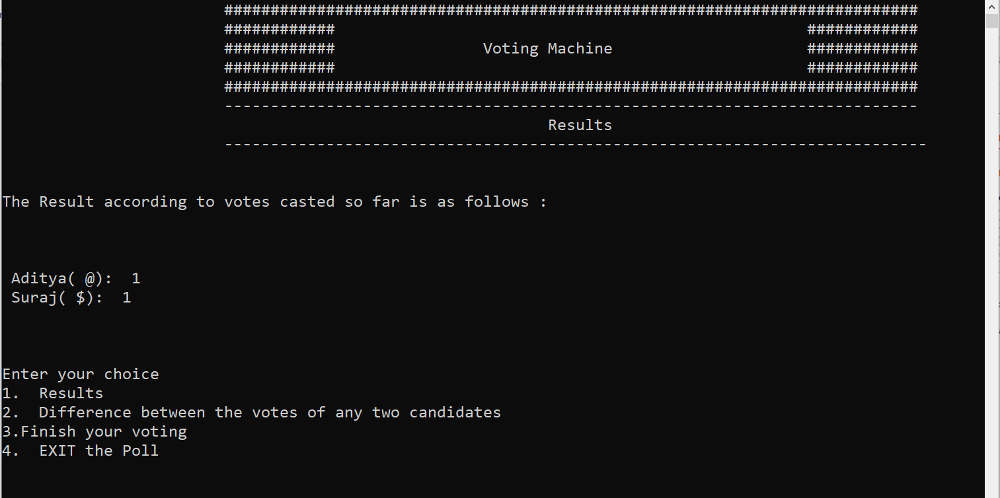 ###########################################################################
############                                                   ############
############                Voting Machine                     ############
############                                                   ############
###########################################################################
---------------------------------------------------------------------------
Results
----------------------------------------------------------------------------
The Result according to votes casted so far is as follows :
Aditya( @):  1
Suraj( $):  1
Enter your choice
1.  Results
2.  Difference between the votes of any two candidates
3.Finish your voting
4.  EXIT the Poll